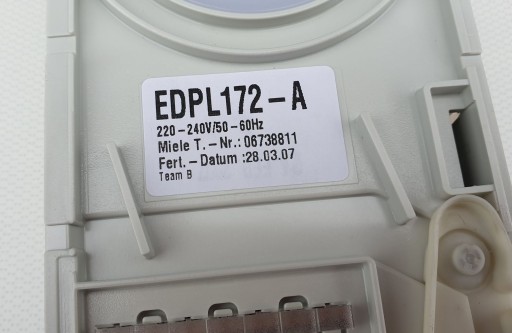 EDPL172-A
220-240V/50-60Hz
Miele T.-Nr.: 06738811
Fert.-Datum :28.03.07
Team B